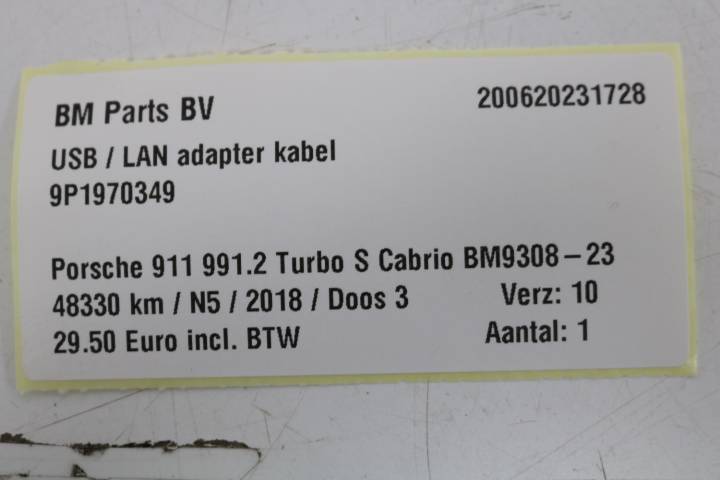 BM Parts BV 200620231728
USB / LAN adapter kabel
9P1970349
Porsche 911 991.2 Turbo S Cabrio BM9308-23
48330 km / N5 / 2018 / Doos 3 Verz: 10
29.50 Euro incl. BTW Aantal: 1